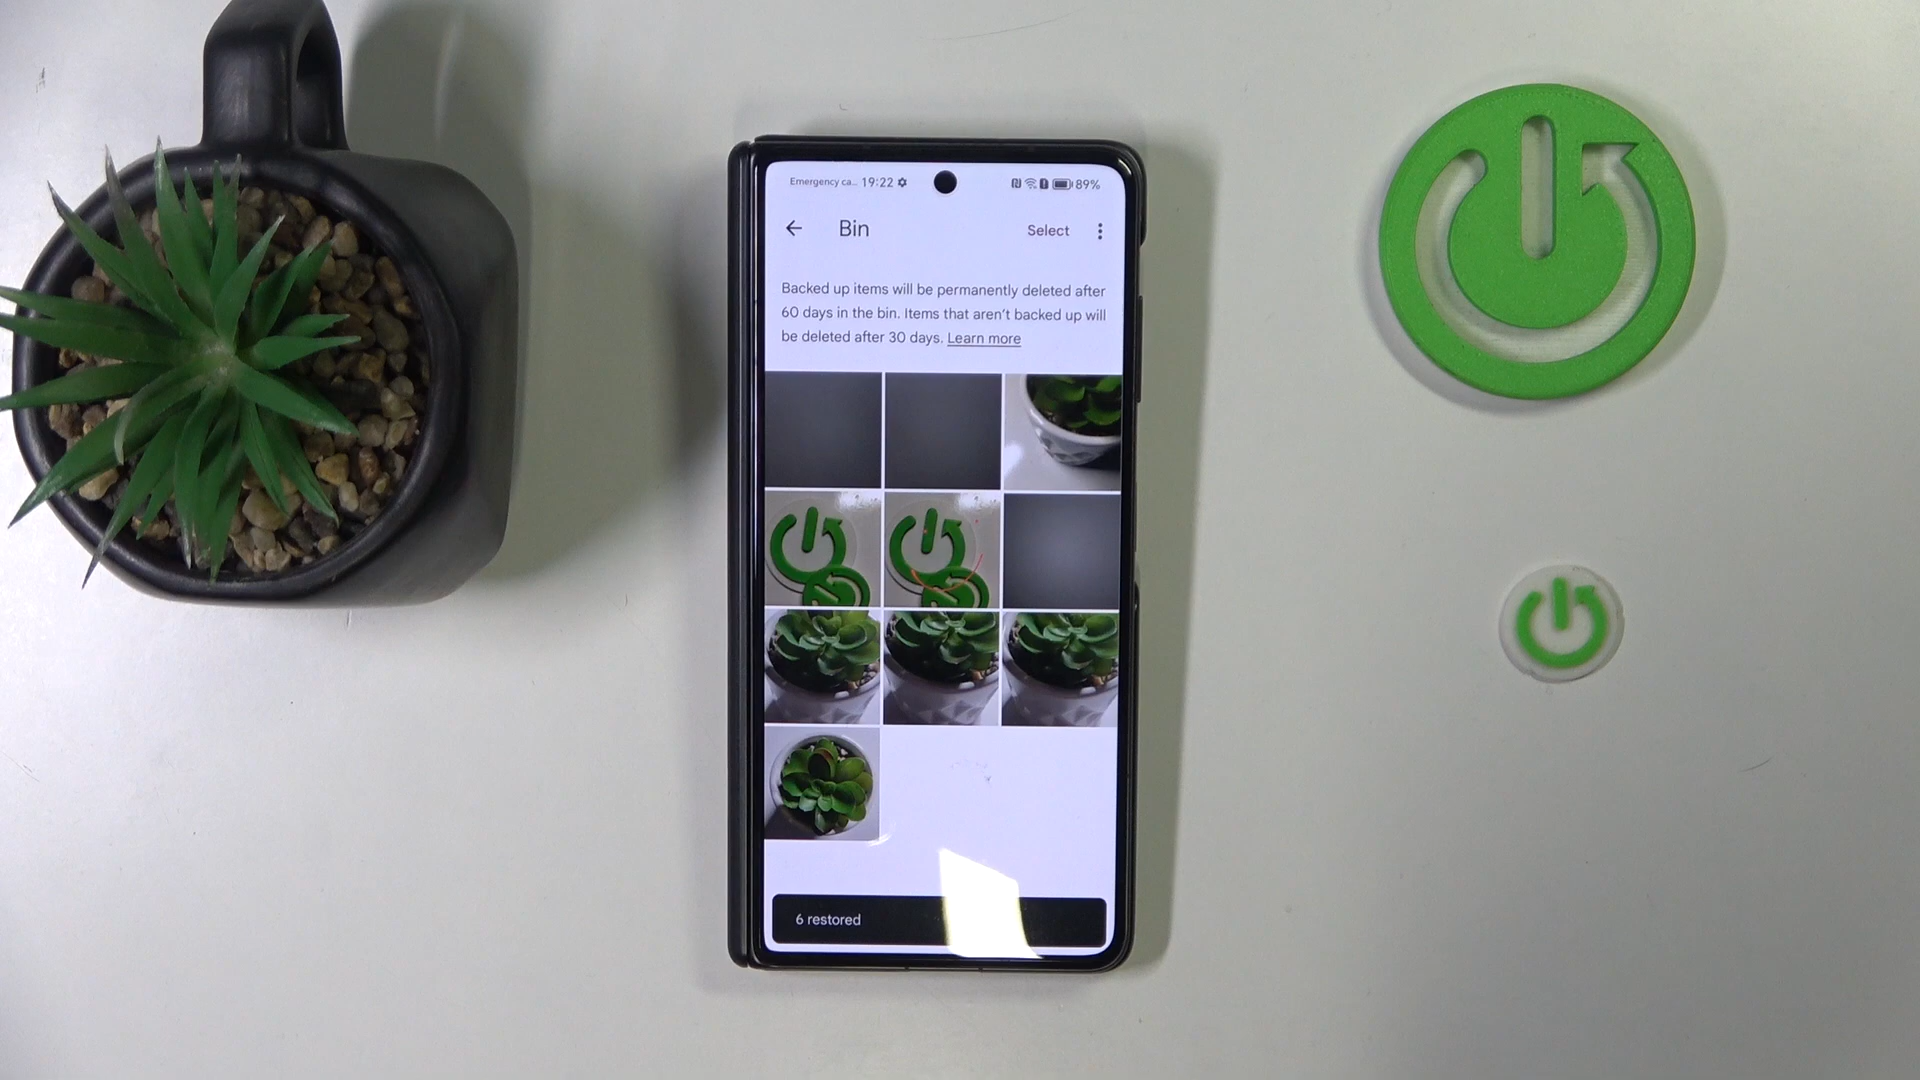 Emergency ca... 19:22 89%
Bin Select
Backed up items will be permanently deleted after
60 days in the bin. Items that aren't backed up will
be deleted after 30 days. Learn more
6 restored